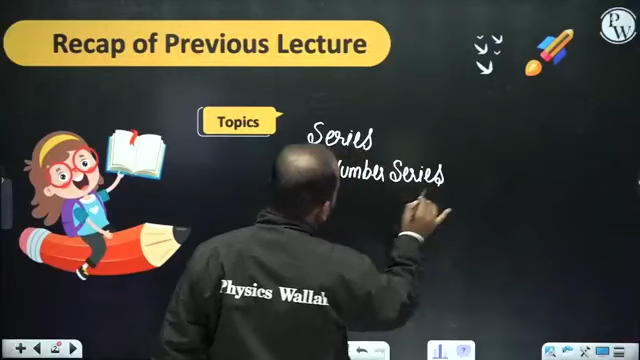 Recap of Previous Lecture
PW
Topics
Series
Number Series
Physics Wallah